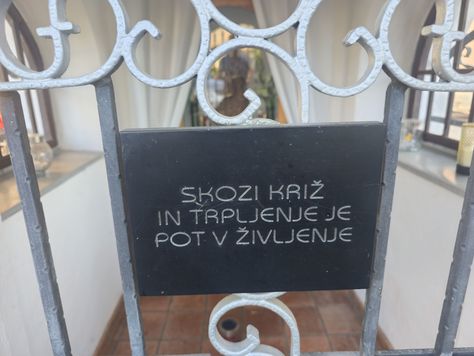 SKOZI KRIŽ
IN TRPLJENJE JE
POT V ŽIVLJENJE